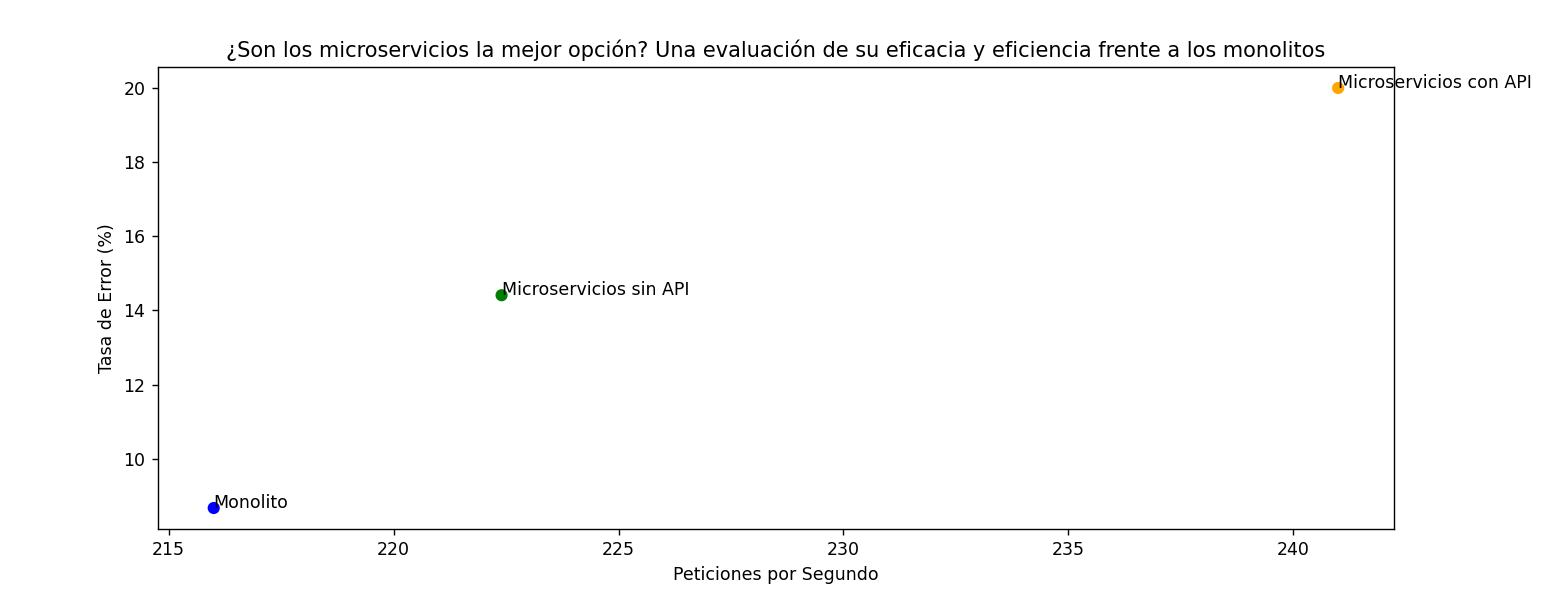 ¿Son los microservicios la mejor opción? Una evaluación de su eficacia y eficiencia frente a los monolitos
20
18
16
14
12
10
Tasa de Error (%)
Microservicios con API
Microservicios sin API
Monolito
215
220
225
230
235
240
Peticiones por Segundo